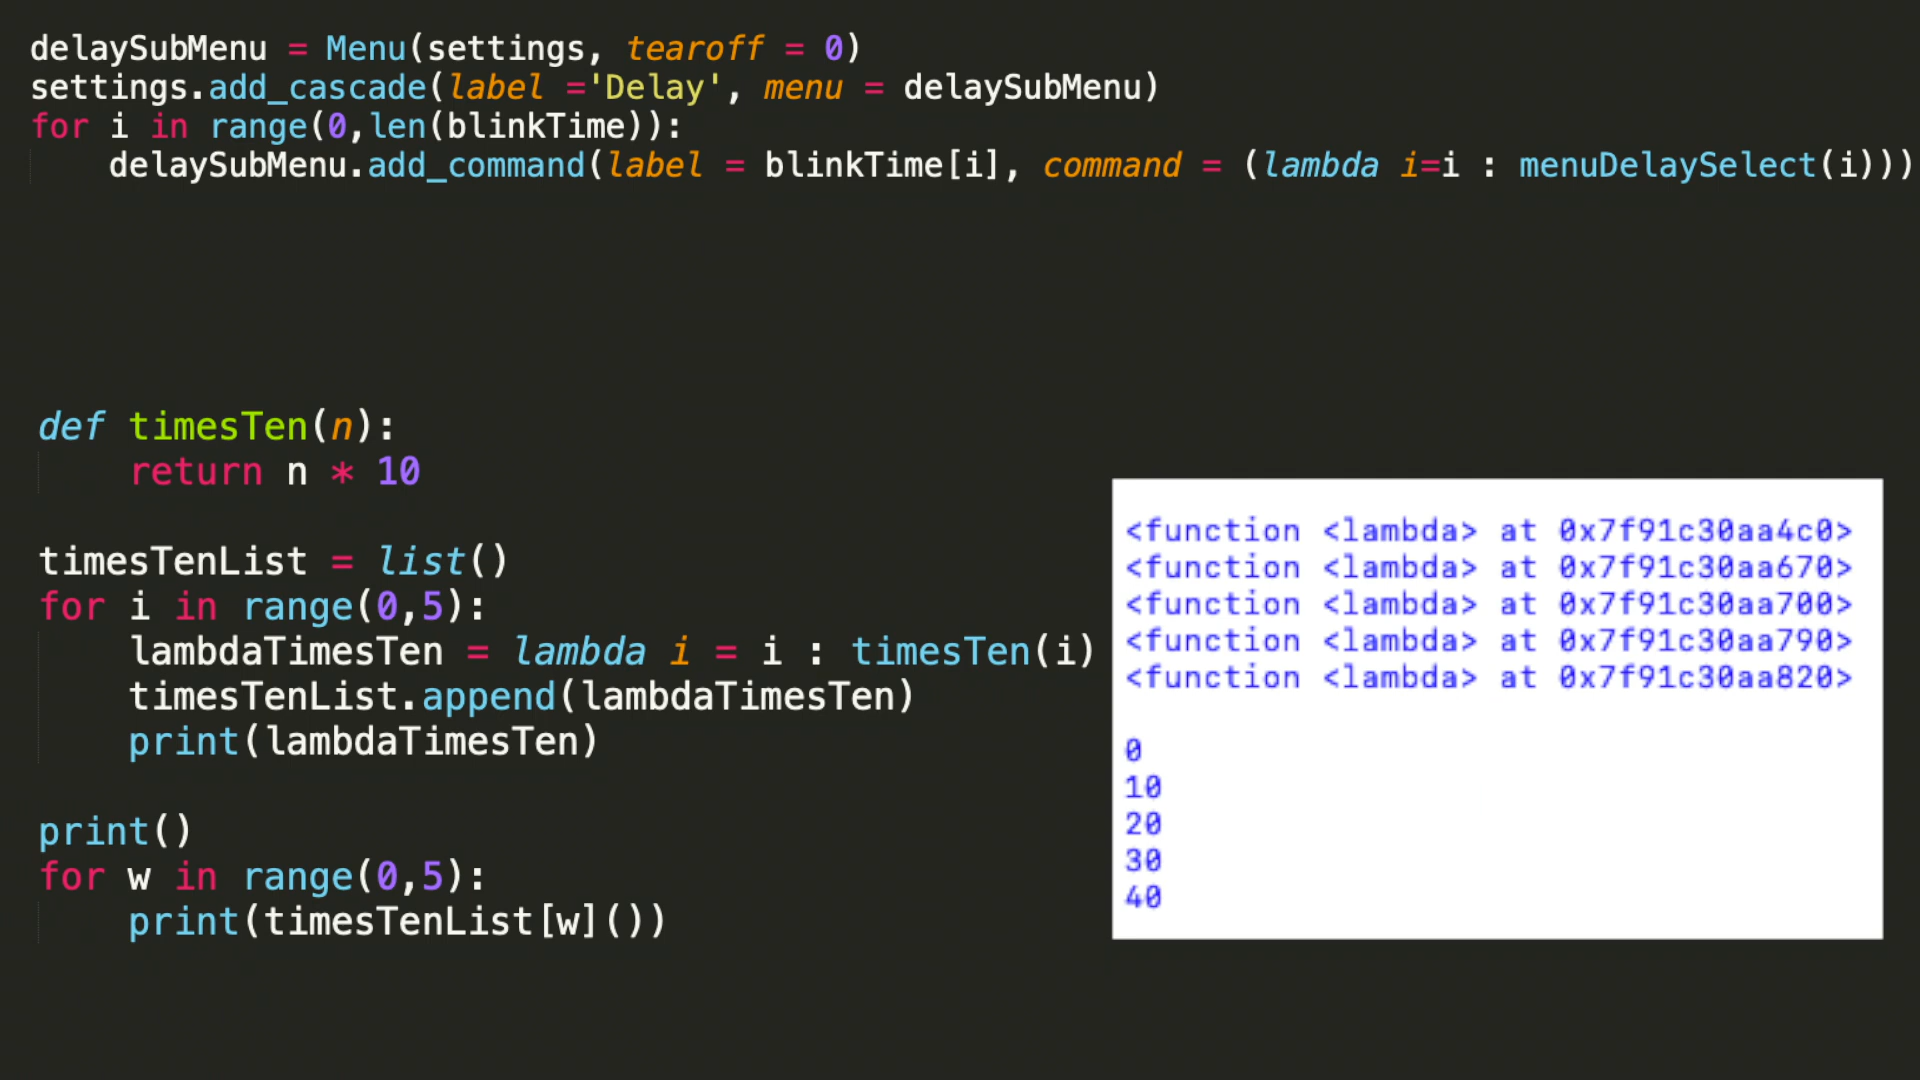 delaySubMenu = Menu(settings, tearoff = 0)
settings.add_cascade(label ='Delay', menu = delaySubMenu)
for i in range(0,len(blinkTime)):
    delaySubMenu.add_command(label = blinkTime[i], command = (lambda i=i : menuDelaySelect(i)))
def timesTen(n):
    return n * 10
timesTenList = list()
for i in range(0,5):
    lambdaTimesTen = lambda i = i : timesTen(i)
    timesTenList.append(lambdaTimesTen)
    print(lambdaTimesTen)
print()
for w in range(0,5):
    print(timesTenList[w]())
<function <lambda> at 0x7f91c30aa4c0>
<function <lambda> at 0x7f91c30aa670>
<function <lambda> at 0x7f91c30aa700>
<function <lambda> at 0x7f91c30aa790>
<function <lambda> at 0x7f91c30aa820>
0
10
20
30
40